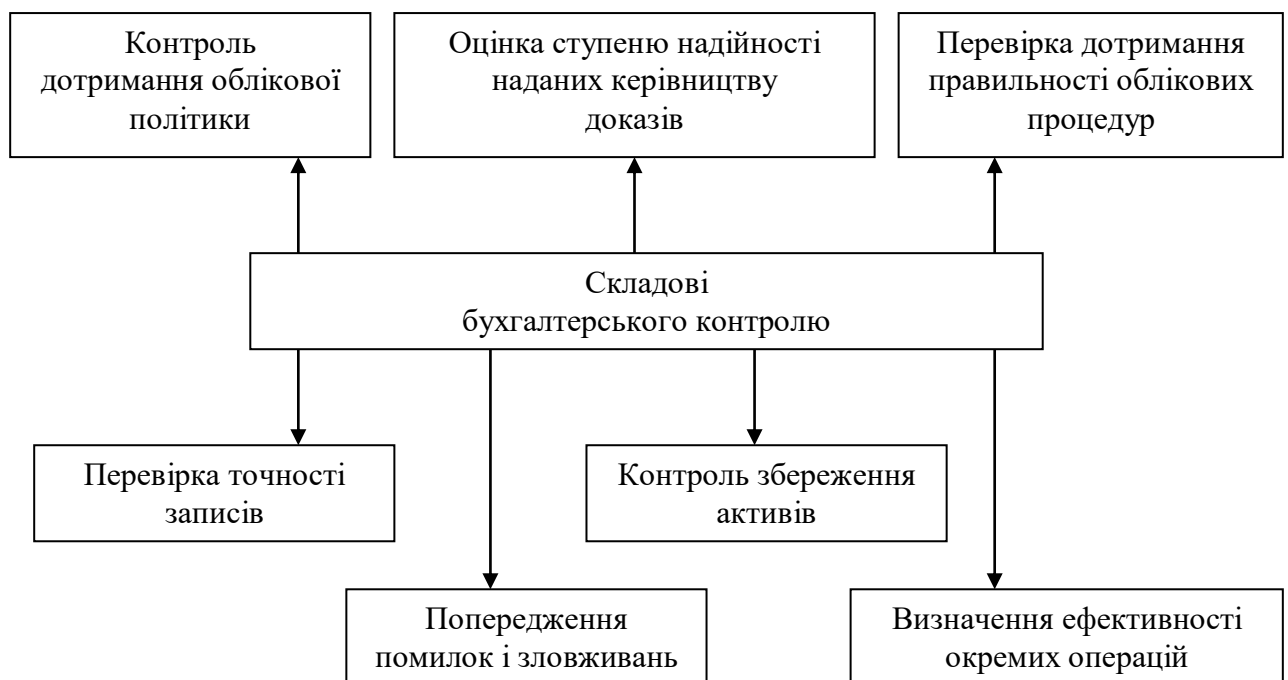 Контроль
дотримання облікової
політики
Оцінка ступеню надійності
наданих керівництву
доказів
Перевірка дотримання
правильності облікових
процедур
Складові
бухгалтерського контролю
Перевірка точності
записів
Контроль збереження
активів
Попередження
помилок і зловживань
Визначення ефективності
окремих операцій